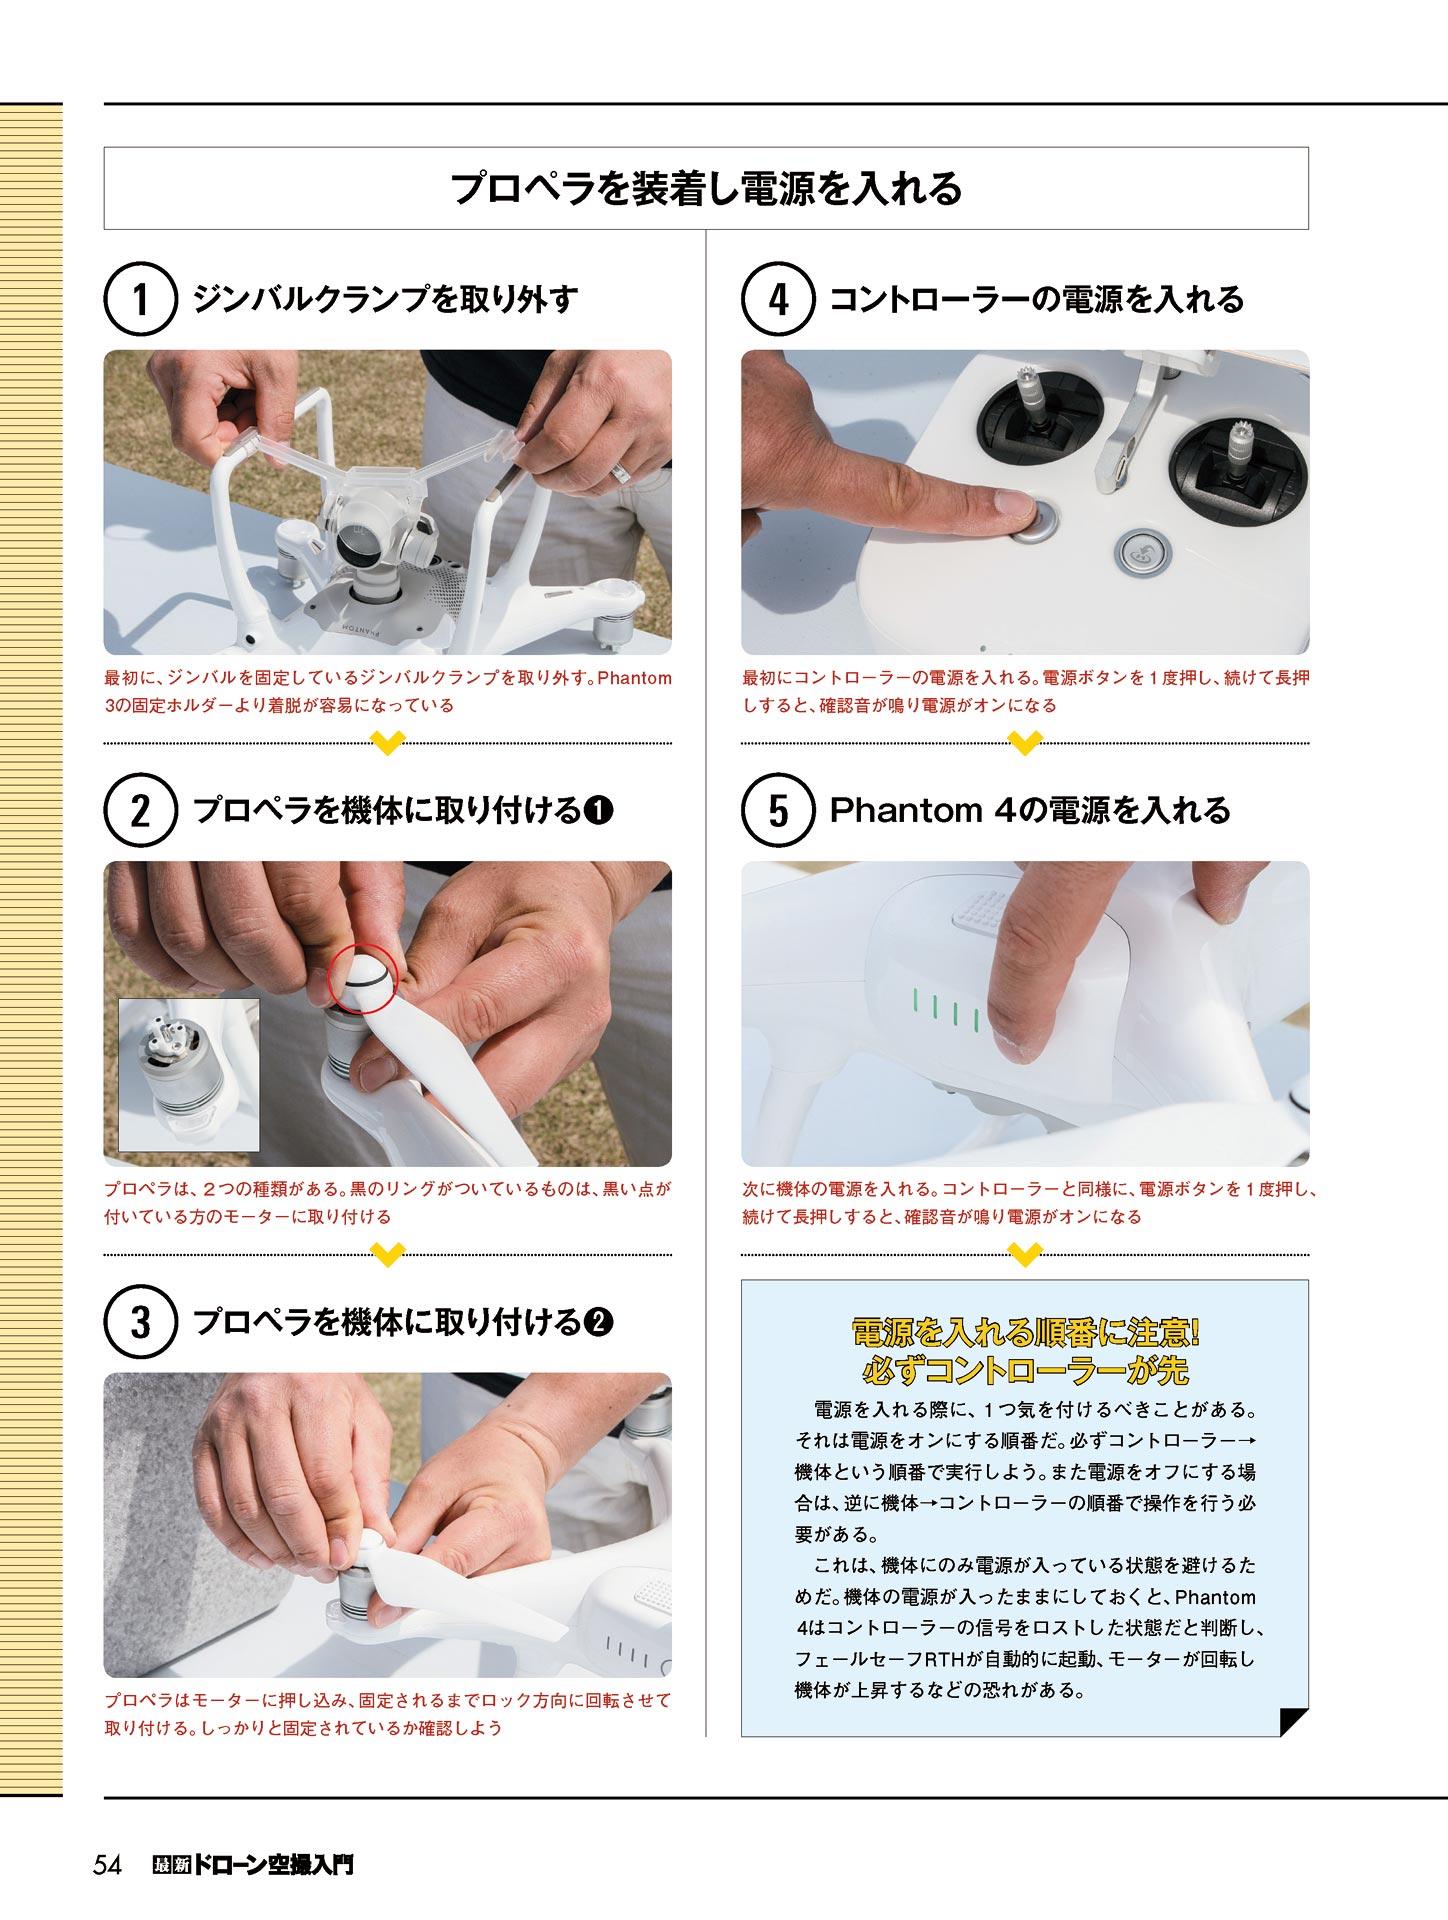 プロペラを装着し電源を入れる
1 ジンバルクランプを取り外す
PHANTOM
最初に、ジンバルを固定しているジンバルクランプを取り外す。Phantom
3の固定ホルダーより着脱が容易になっている
2 プロペラを機体に取り付ける❶
プロペラは、2つの種類がある。黒のリングがついているものは、黒い点が
付いている方のモーターに取り付ける
3 プロペラを機体に取り付ける❷
プロペラはモーターに押し込み、固定されるまでロック方向に回転させて
取り付ける。しっかりと固定されているか確認しよう
4 コントローラーの電源を入れる
最初にコントローラーの電源を入れる。電源ボタンを1度押し、続けて長押
しすると、確認音が鳴り電源がオンになる
5 Phantom 4の電源を入れる
次に機体の電源を入れる。コントローラーと同様に、電源ボタンを1度押し、
続けて長押しすると、確認音が鳴り電源がオンになる
電源を入れる順番に注意!
必ずコントローラーが先
電源を入れる際に、1つ気を付けるべきことがある。
それは電源をオンにする順番だ。必ずコントローラー→
機体という順番で実行しよう。また電源をオフにする場
合は、逆に機体→コントローラーの順番で操作を行う必
要がある。
これは、機体にのみ電源が入っている状態を避けるた
めだ。機体の電源が入ったままにしておくと、Phantom
4はコントローラーの信号をロストした状態だと判断し、
フェールセーフRTHが自動的に起動、モーターが回転し
機体が上昇するなどの恐れがある。
54 最新ドローン空撮入門